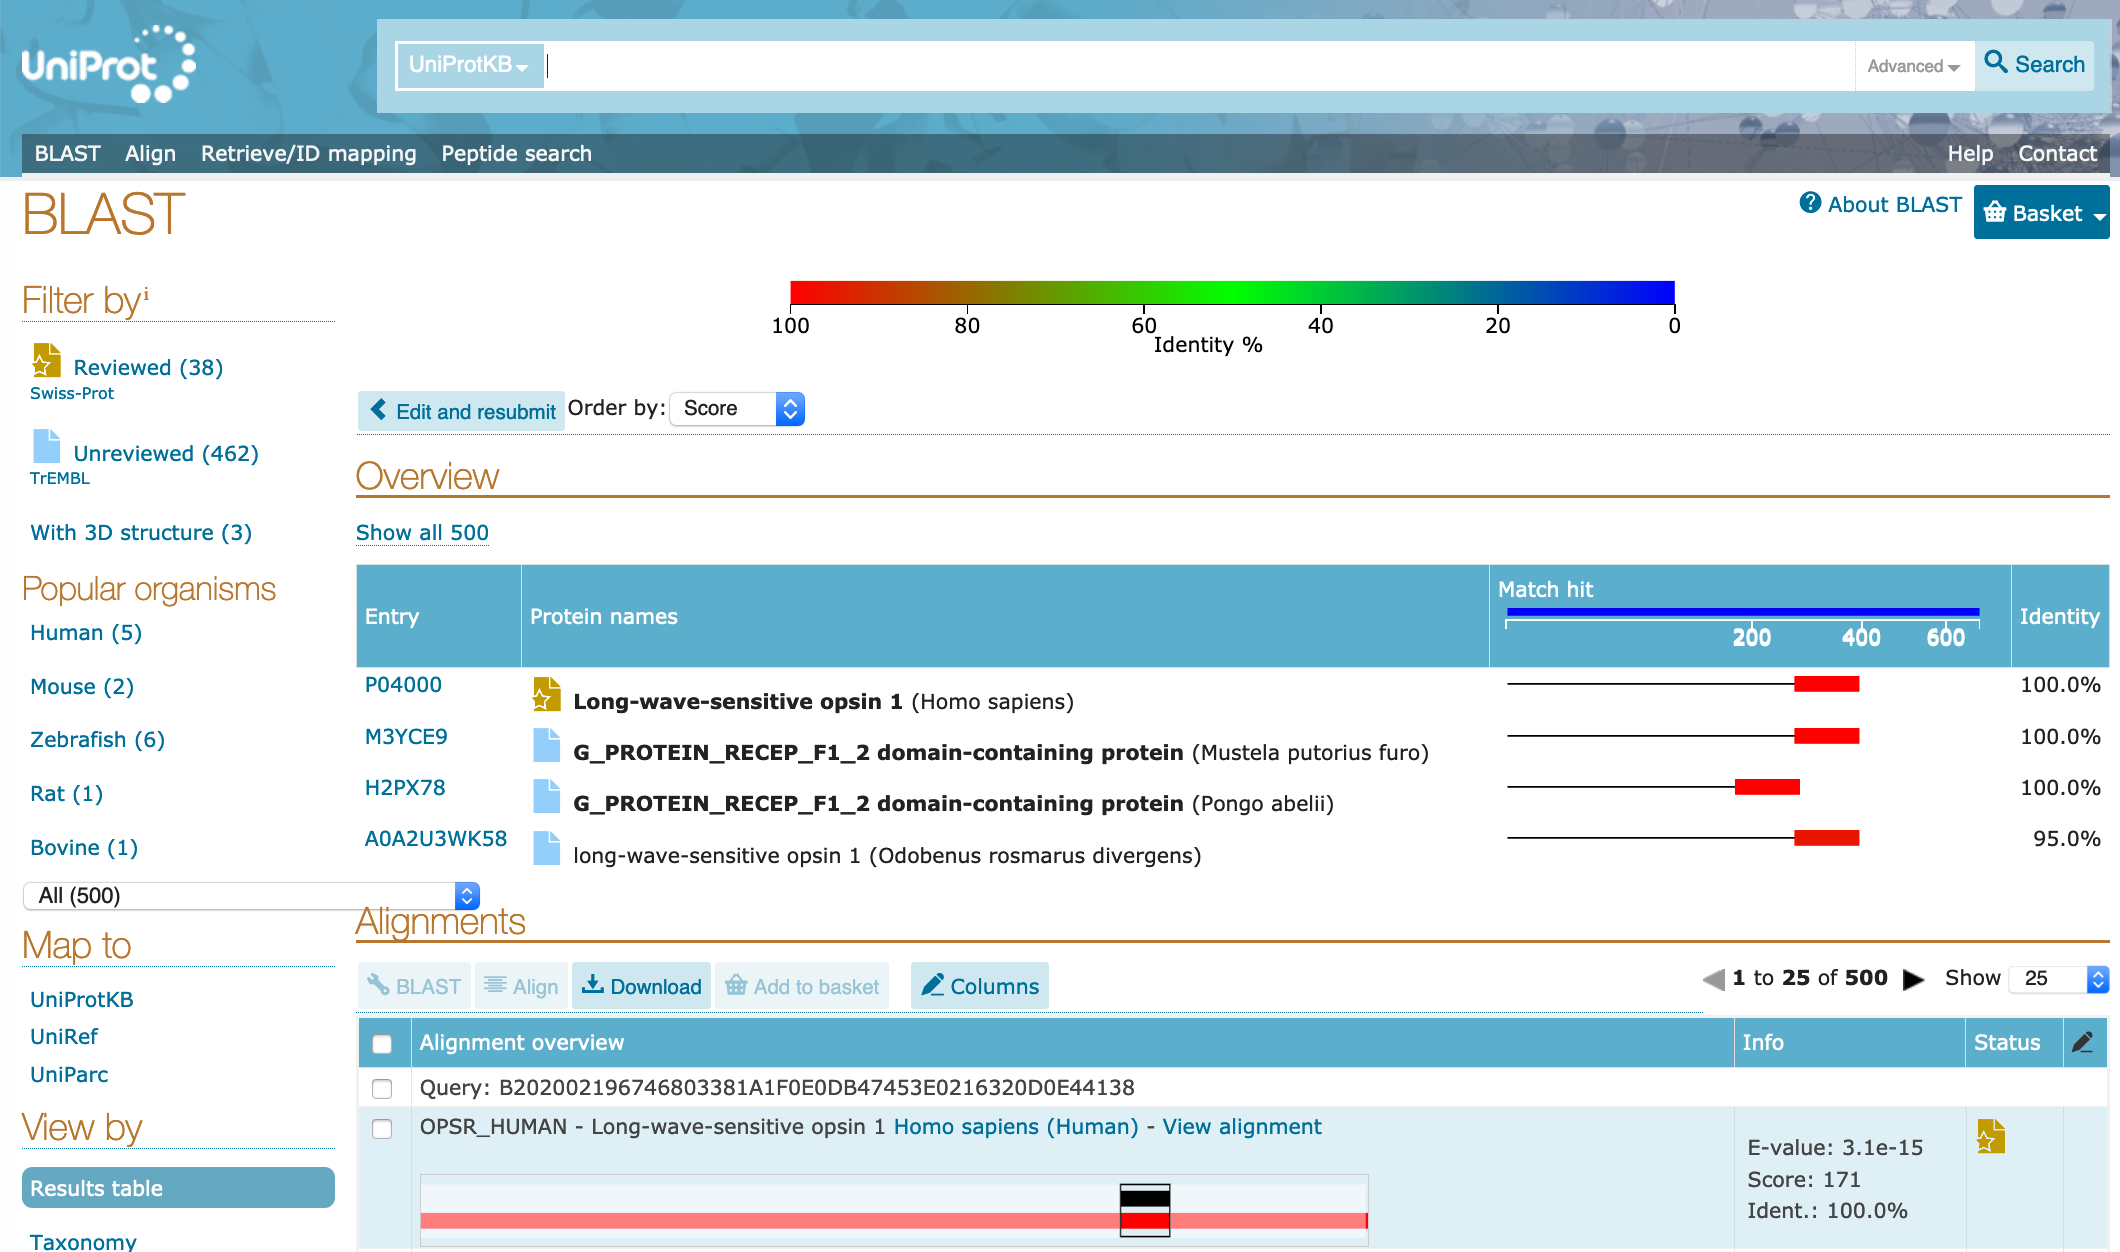 UniProt
UniProtKB
Advanced
Search
BLAST Align Retrieve/ID mapping Peptide search Help Contact
BLAST
About BLAST
Basket
Filter by i
Reviewed (38)
Swiss-Prot
Unreviewed (462)
TrEMBL
With 3D structure (3)
Popular organisms
Human (5)
Mouse (2)
Zebrafish (6)
Rat (1)
Bovine (1)
All (500)
Map to
UniProtKB
UniRef
UniParc
View by
Results table
Taxonomy
100 80 60 40 20 0
Identity %
Edit and resubmit Order by: Score
Overview
Show all 500
Entry Protein names Match hit Identity
200 400 600
P04000 Long-wave-sensitive opsin 1 (Homo sapiens) 100.0%
M3YCE9 G_PROTEIN_RECEP_F1_2 domain-containing protein (Mustela putorius furo) 100.0%
H2PX78 G_PROTEIN_RECEP_F1_2 domain-containing protein (Pongo abelii) 100.0%
A0A2U3WK58 long-wave-sensitive opsin 1 (Odobenus rosmarus divergens) 95.0%
Alignments
BLAST Align Download Add to basket Columns 1 to 25 of 500 Show 25
Alignment overview Info Status
Query: B202002196746803381A1F0E0DB47453E0216320D0E44138
OPSR_HUMAN - Long-wave-sensitive opsin 1 Homo sapiens (Human) - View alignment
E-value: 3.1e-15
Score: 171
Ident.: 100.0%